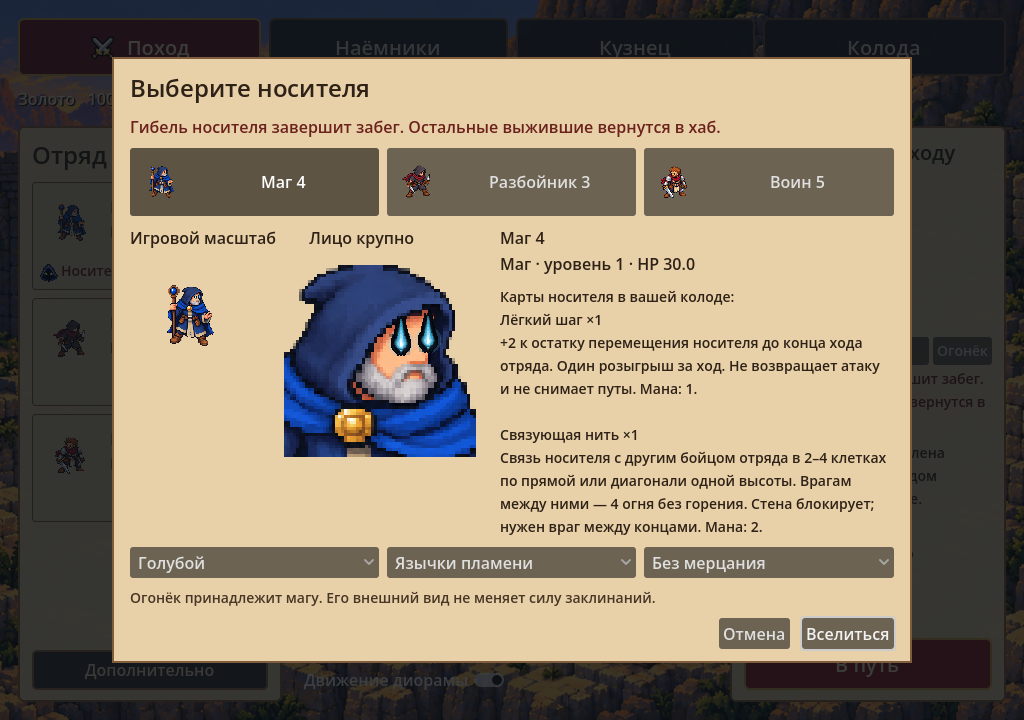 Поход
Наёмники
Кузнец
Колода
Золото 100
Отряд
ходу
Выберите носителя
Гибель носителя завершит забег. Остальные выжившие вернутся в хаб.
Маг 4
Разбойник 3
Воин 5
Игровой масштаб
Лицо крупно
Маг 4
Маг · уровень 1 · HP 30.0
Карты носителя в вашей колоде:
Лёгкий шаг ×1
+2 к остатку перемещения носителя до конца хода
отряда. Один розыгрыш за ход. Не возвращает атаку
и не снимает путы. Мана: 1.
Связующая нить ×1
Связь носителя с другим бойцом отряда в 2–4 клетках
по прямой или диагонали одной высоты. Врагам
между ними — 4 огня без горения. Стена блокирует;
нужен враг между концами. Мана: 2.
Носите
Огонёк
шит забег.
вернутся в
лена
дом
е.
Голубой
Язычки пламени
Без мерцания
Огонёк принадлежит магу. Его внешний вид не меняет силу заклинаний.
Отмена
Вселиться
Дополнительно
Движение диорамы
В путь